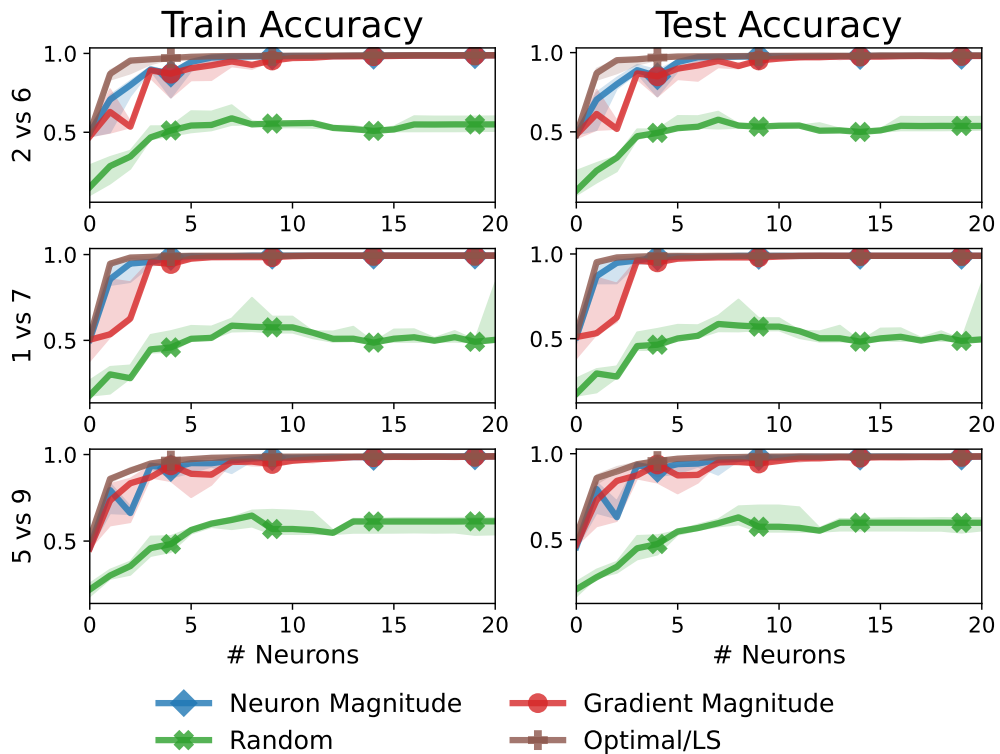 Train Accuracy Test Accuracy
2 vs 6
1.0
0.5
0 5 10 15 20
1.0
0.5
0 5 10 15 20
1 vs 7
1.0
0.5
0 5 10 15 20
1.0
0.5
0 5 10 15 20
5 vs 9
1.0
0.5
0 5 10 15 20
# Neurons
1.0
0.5
0 5 10 15 20
# Neurons
Neuron Magnitude Gradient Magnitude
Random Optimal/LS